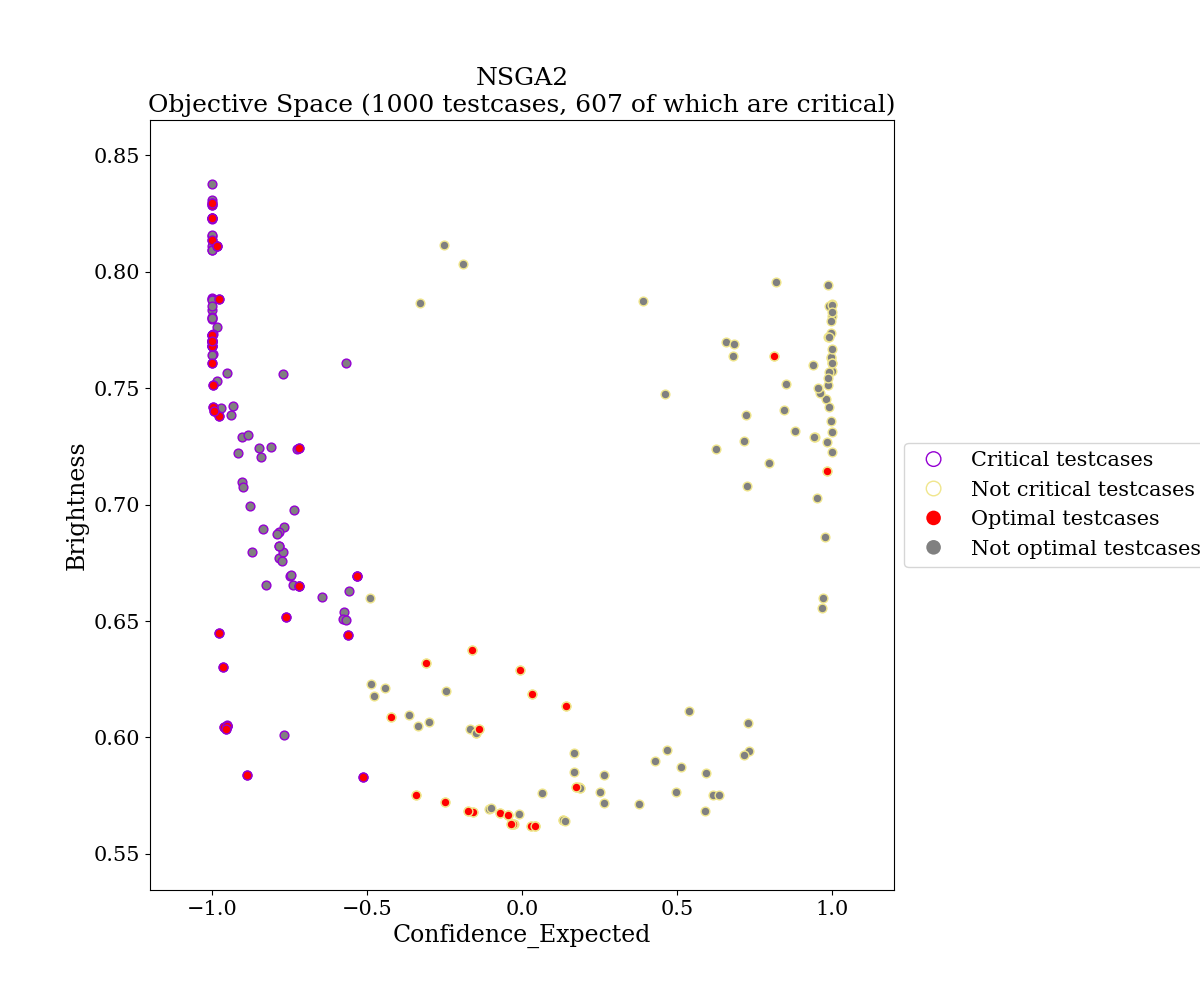 NSGA2
Objective Space (1000 testcases, 607 of which are critical)
0.85
0.80
0.75
0.70
0.65
0.60
0.55
Brightness
−1.0
−0.5
0.0
0.5
1.0
Confidence_Expected
Critical testcases
Not critical testcases
Optimal testcases
Not optimal testcases